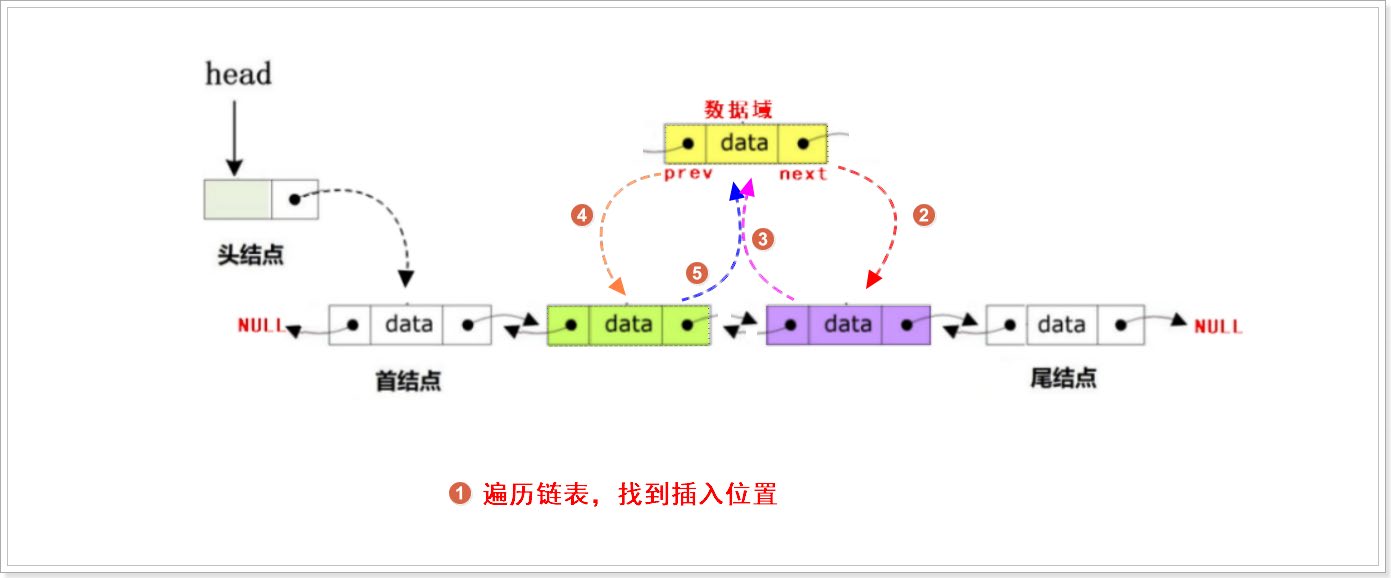 head
数据域
data
prev
next
④
②
头结点
③
⑤
NULL
data
data
data
data
NULL
首结点
尾结点
① 遍历链表，找到插入位置